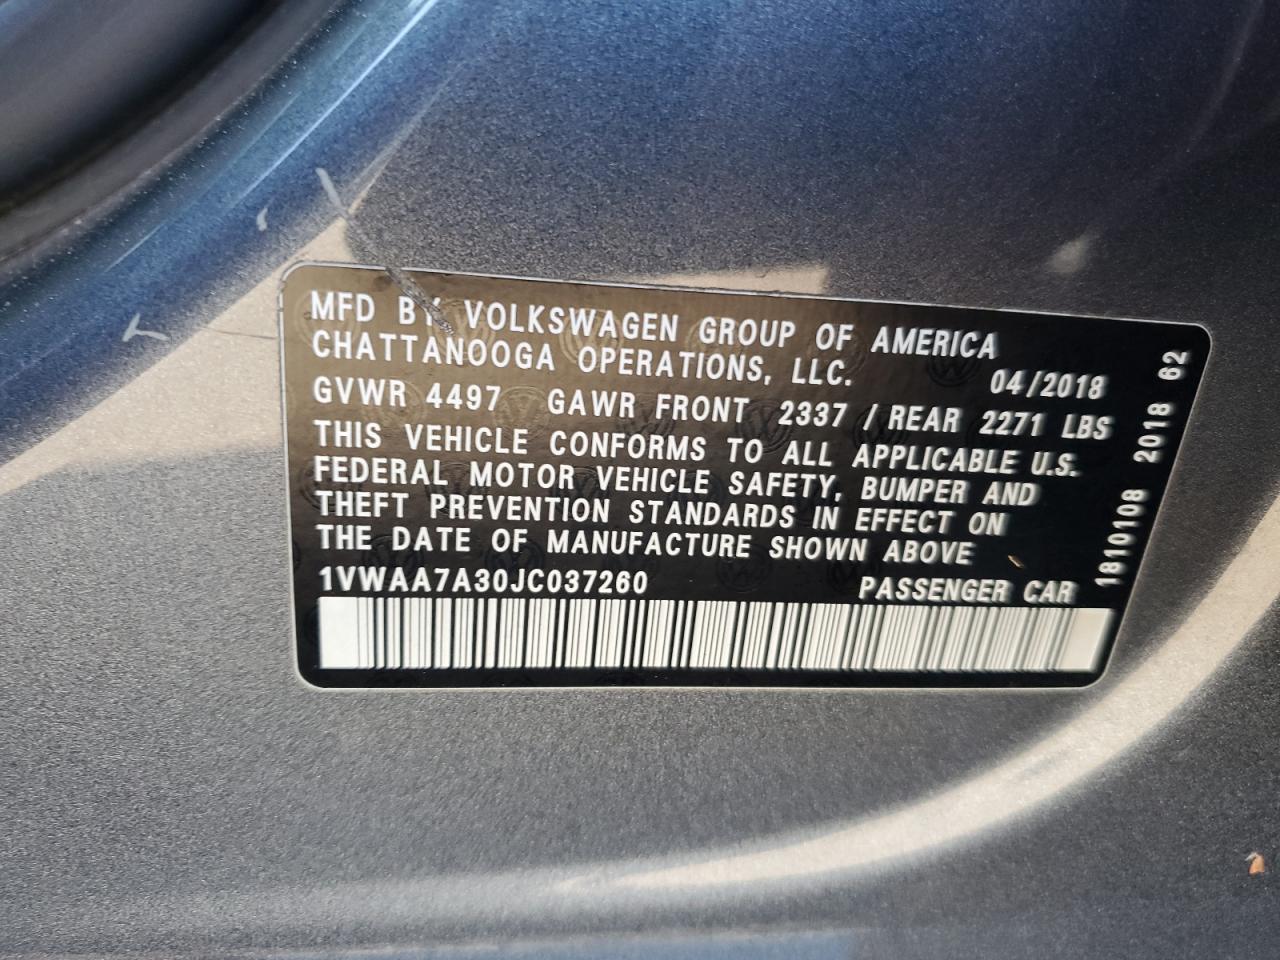 MFD BY VOLKSWAGEN GROUP OF AMERICA
CHATTANOOGA OPERATIONS, LLC. 04/2018
GVWR 4497 GAWR FRONT 2337 / REAR 2271 LBS
THIS VEHICLE CONFORMS TO ALL APPLICABLE U.S.
FEDERAL MOTOR VEHICLE SAFETY, BUMPER AND
THEFT PREVENTION STANDARDS IN EFFECT ON
THE DATE OF MANUFACTURE SHOWN ABOVE
1VWAA7A30JC037260 PASSENGER CAR
1810108 2018 62